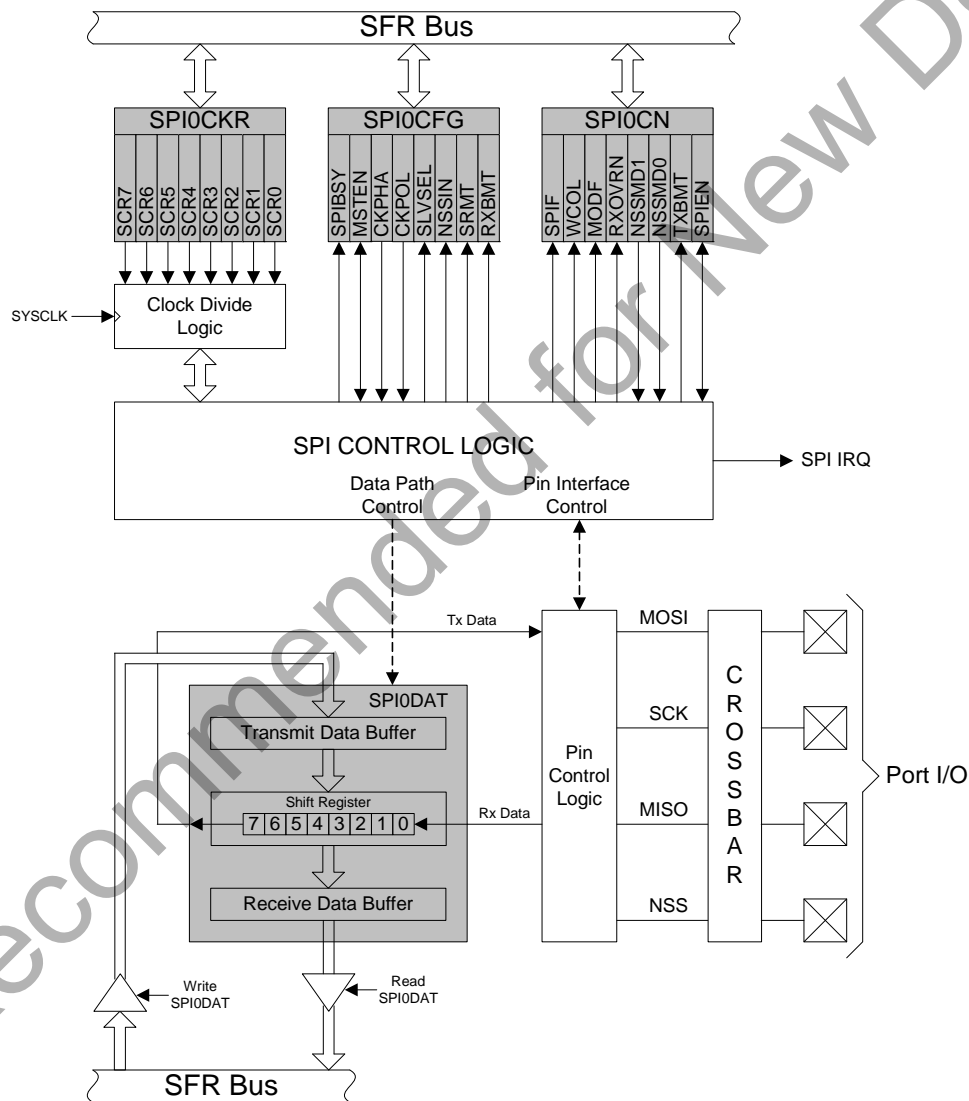 SFR Bus
SPI0CKR
SCR7
SCR6
SCR5
SCR4
SCR3
SCR2
SCR1
SCR0
SPI0CFG
SPIBSY
MSTEN
CKPHA
CKPOL
SLVSEL
NSSIN
SRMT
RXBMT
SPI0CN
SPIF
WCOL
MODF
RXOVRN
NSSMD1
NSSMD0
TXBMT
SPIEN
SYSCLK
Clock Divide
Logic
SPI CONTROL LOGIC
Data Path
Control
Pin Interface
Control
SPI IRQ
Tx Data
SPI0DAT
Transmit Data Buffer
Shift Register
7 6 5 4 3 2 1 0
Rx Data
Receive Data Buffer
Pin
Control
Logic
MOSI
SCK
MISO
NSS
CROSSBAR
Port I/O
Write
SPI0DAT
Read
SPI0DAT
SFR Bus
ecommended for New D